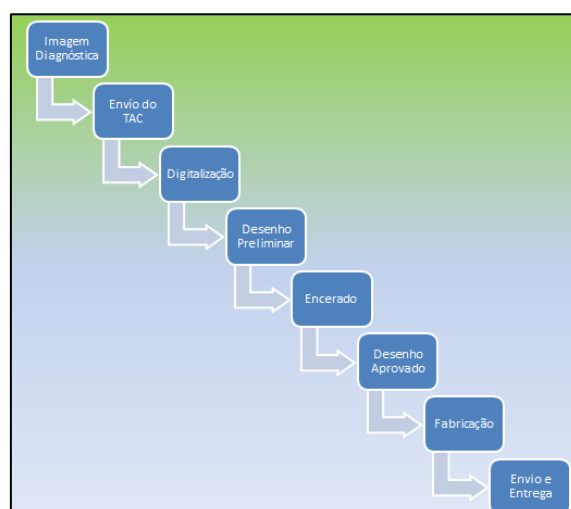 Imagem
Diagnóstica
Envío do
TAC
Digitalização
Desenho
Preliminar
Encerado
Desenho
Aprovado
Fabricação
Envio e
Entrega